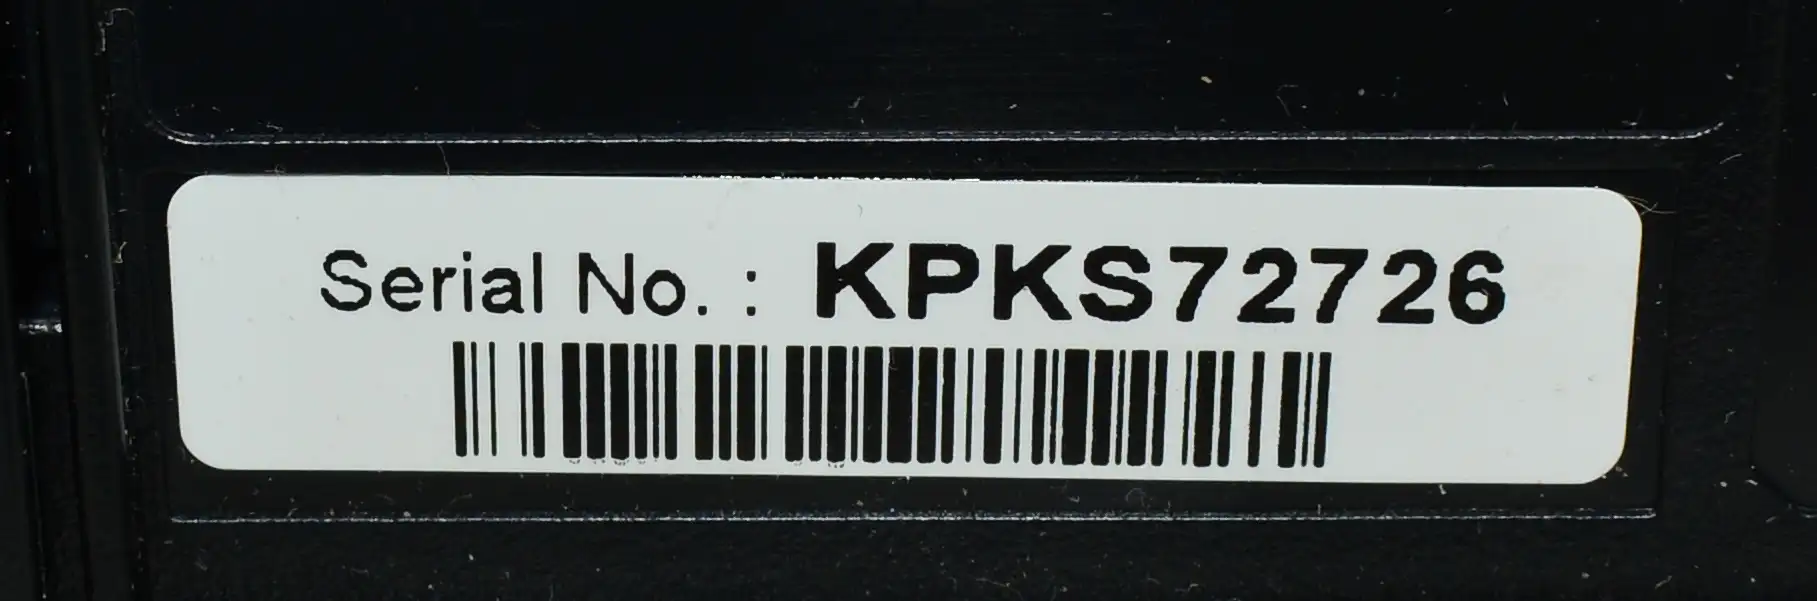 Serial No. : KPKS72726